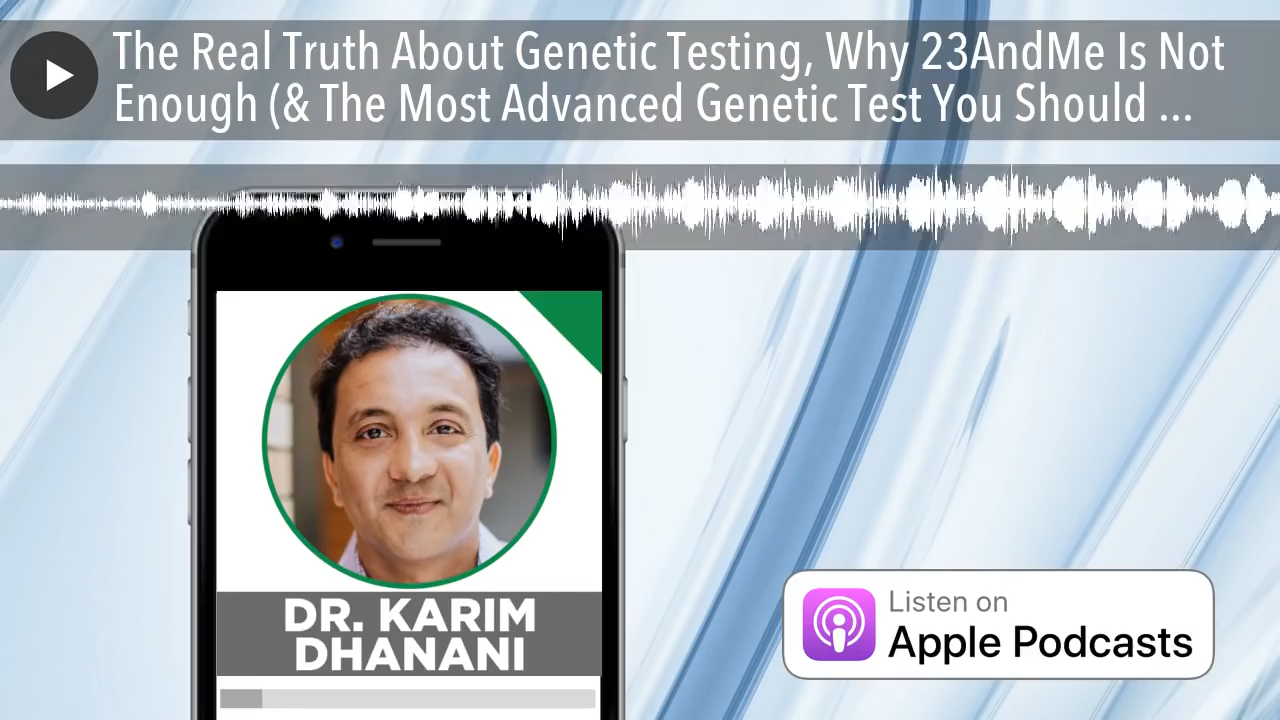 The Real Truth About Genetic Testing, Why 23AndMe Is Not
Enough (& The Most Advanced Genetic Test You Should ...
DR. KARIM
DHANANI
Listen on
Apple Podcasts